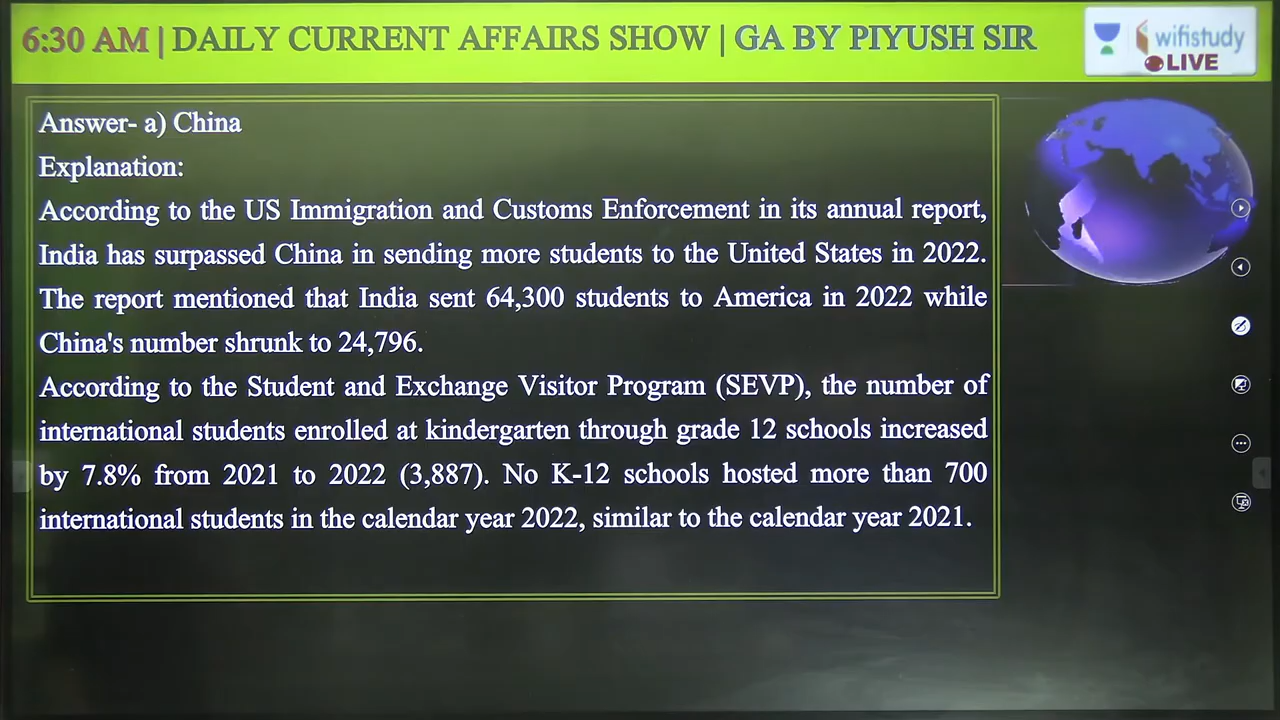 6:30 AM | DAILY CURRENT AFFAIRS SHOW | GA BY PIYUSH SIR
wifistudy
LIVE
Answer- a) China
Explanation:
According to the US Immigration and Customs Enforcement in its annual report,
India has surpassed China in sending more students to the United States in 2022.
The report mentioned that India sent 64,300 students to America in 2022 while
China's number shrunk to 24,796.
According to the Student and Exchange Visitor Program (SEVP), the number of
international students enrolled at kindergarten through grade 12 schools increased
by 7.8% from 2021 to 2022 (3,887). No K-12 schools hosted more than 700
international students in the calendar year 2022, similar to the calendar year 2021.